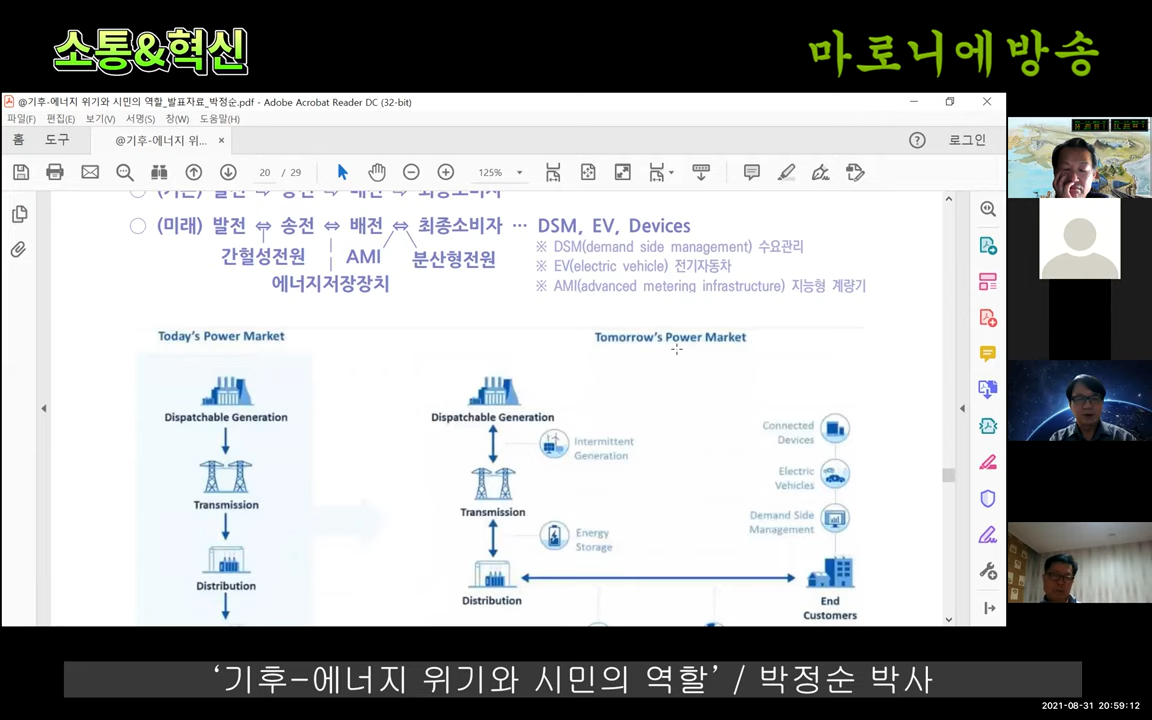 소통&혁신
마로니에방송
@기후-에너지 위기와 시민의 역할_발표자료_박정순.pdf - Adobe Acrobat Reader DC (32-bit)
파일(F) 편집(E) 보기(V) 서명(S) 창(W) 도움말(H)
홈 도구 @기후-에너지 위... × 로그인
20 / 29 125%
(미래) 발전 ⇔ 송전 ⇔ 배전 ⇔ 최종소비자 ··· DSM, EV, Devices
간헐성전원 AMI 분산형전원
에너지저장장치
※ DSM(demand side management) 수요관리
※ EV(electric vehicle) 전기자동차
※ AMI(advanced metering infrastructure) 지능형 계량기
Today's Power Market
Dispatchable Generation
Transmission
Distribution
Tomorrow's Power Market
Dispatchable Generation
Intermittent
Generation
Transmission
Energy
Storage
Distribution
Connected
Devices
Electric
Vehicles
Demand Side
Management
End
Customers
‘기후-에너지 위기와 시민의 역할’ / 박정순 박사
2021-08-31 20:59:12